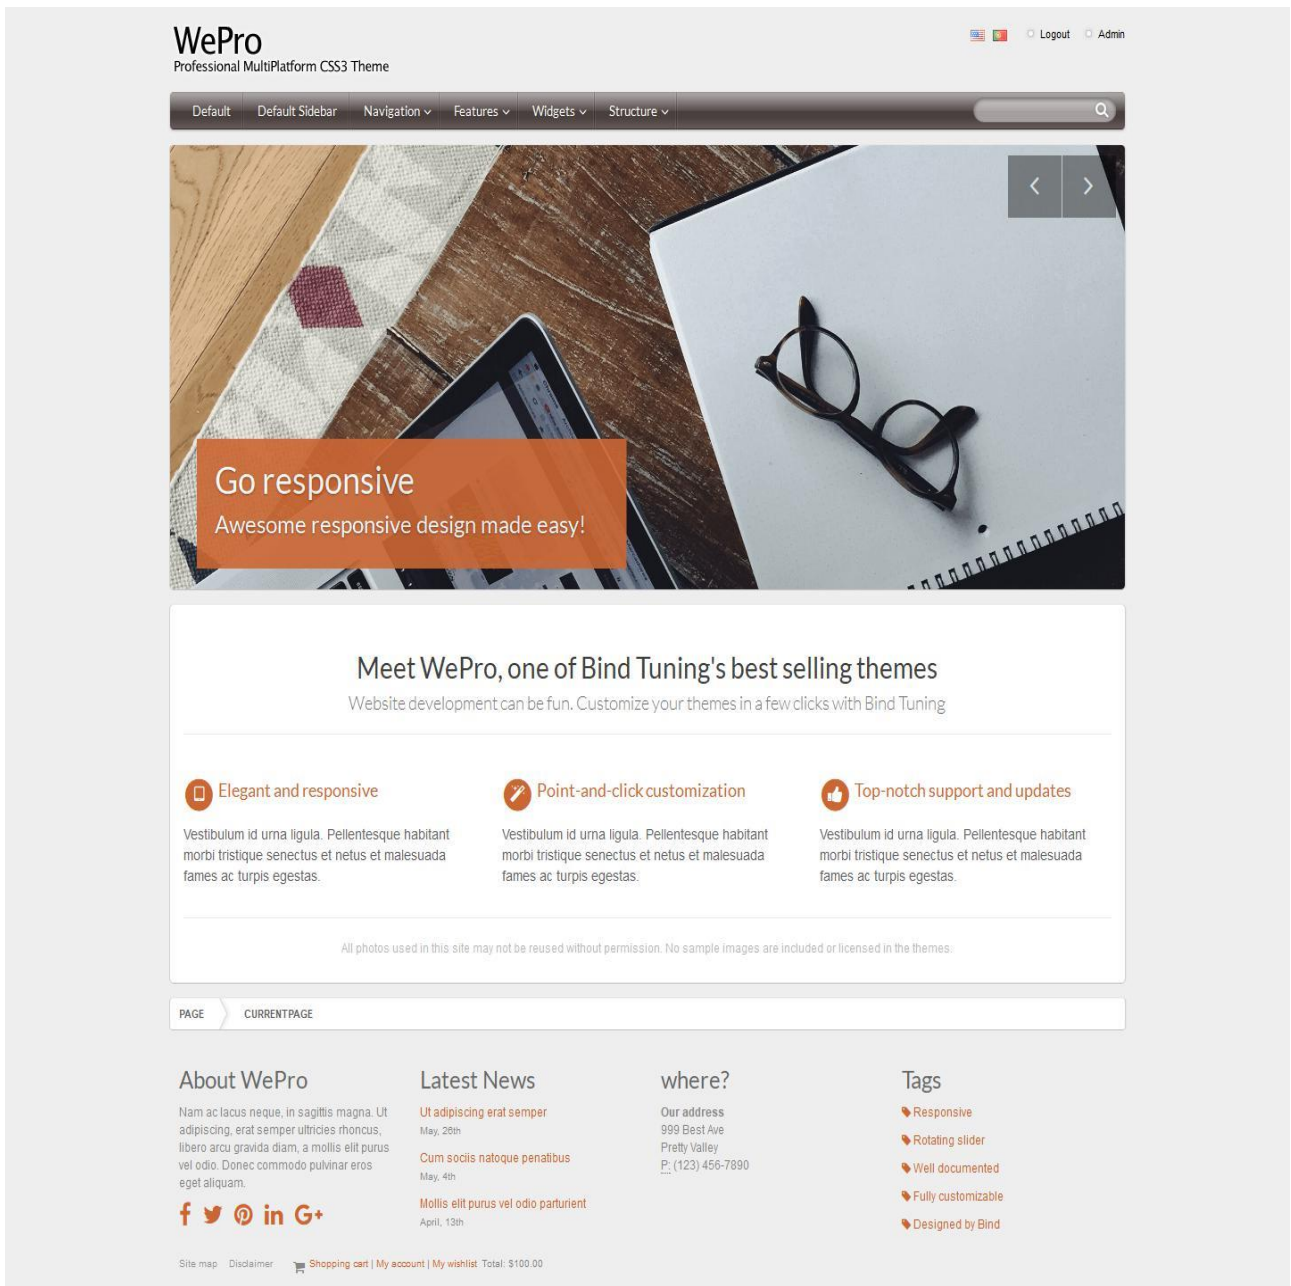 WePro
Professional MultiPlatform CSS3 Theme
Logout Admin
Default Default Sidebar Navigation Features Widgets Structure
Go responsive
Awesome responsive design made easy!
Meet WePro, one of Bind Tuning's best selling themes
Website development can be fun. Customize your themes in a few clicks with Bind Tuning
Elegant and responsive
Vestibulum id urna ligula. Pellentesque habitant
morbi tristique senectus et netus et malesuada
fames ac turpis egestas.
Point-and-click customization
Vestibulum id urna ligula. Pellentesque habitant
morbi tristique senectus et netus et malesuada
fames ac turpis egestas.
Top-notch support and updates
Vestibulum id urna ligula. Pellentesque habitant
morbi tristique senectus et netus et malesuada
fames ac turpis egestas.
All photos used in this site may not be reused without permission. No sample images are included or licensed in the themes.
PAGE CURRENTPAGE
About WePro
Nam ac lacus neque, in sagittis magna. Ut
adipiscing, erat semper ultricies rhoncus,
libero arcu gravida diam, a mollis elit purus
vel odio. Donec commodo pulvinar eros
eget aliquam.
Latest News
Ut adipiscing erat semper
May, 26th
Cum sociis natoque penatibus
May, 4th
Mollis elit purus vel odio parturient
April, 13th
where?
Our address
999 Best Ave
Pretty Valley
P: (123) 456-7890
Tags
Responsive
Rotating slider
Well documented
Fully customizable
Designed by Bind
Site map Disclaimer Shopping cart | My account | My wishlist Total: $100.00